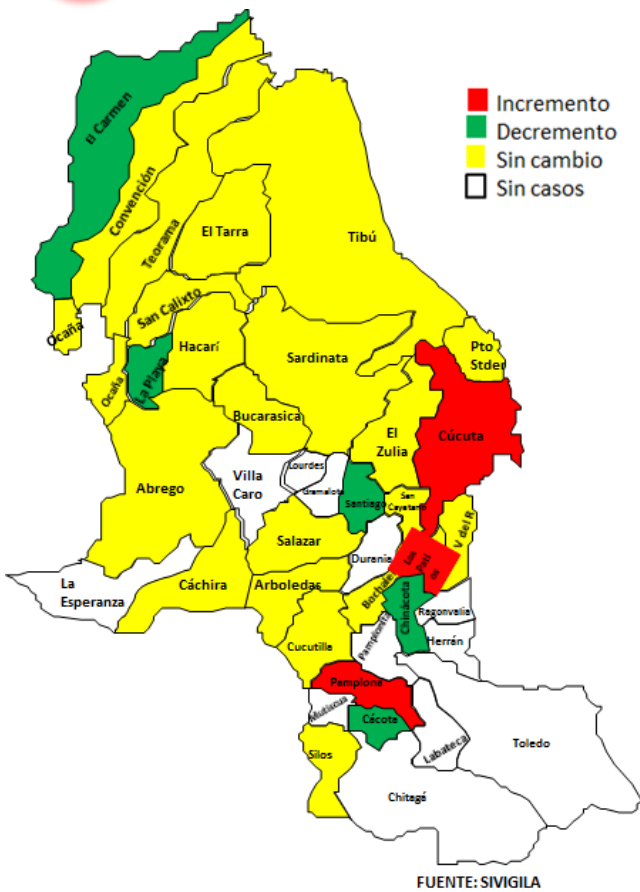 Incremento
Decremento
Sin cambio
Sin casos
El Carmen
Convención
Teorama
El Tarra
Tibú
San Calixto
Ocaña
Hacarí
La Playa
Ocaña
Sardinata
Pto
Stder
Cúcuta
Bucarasica
El
Zulia
Abrego
Villa
Caro
Lourdes
Gramalote
Santiago
San
Cayetano
V del R
Salazar
Durania
Los
Pati
os
La
Esperanza
Cáchira
Arboledas
Bochale
Chinácota
Ragonvalia
Herrán
Pamplonita
Cucutilla
Pamplona
Mutiscua
Cácota
Labateca
Toledo
Silos
Chitagá
FUENTE: SIVIGILA